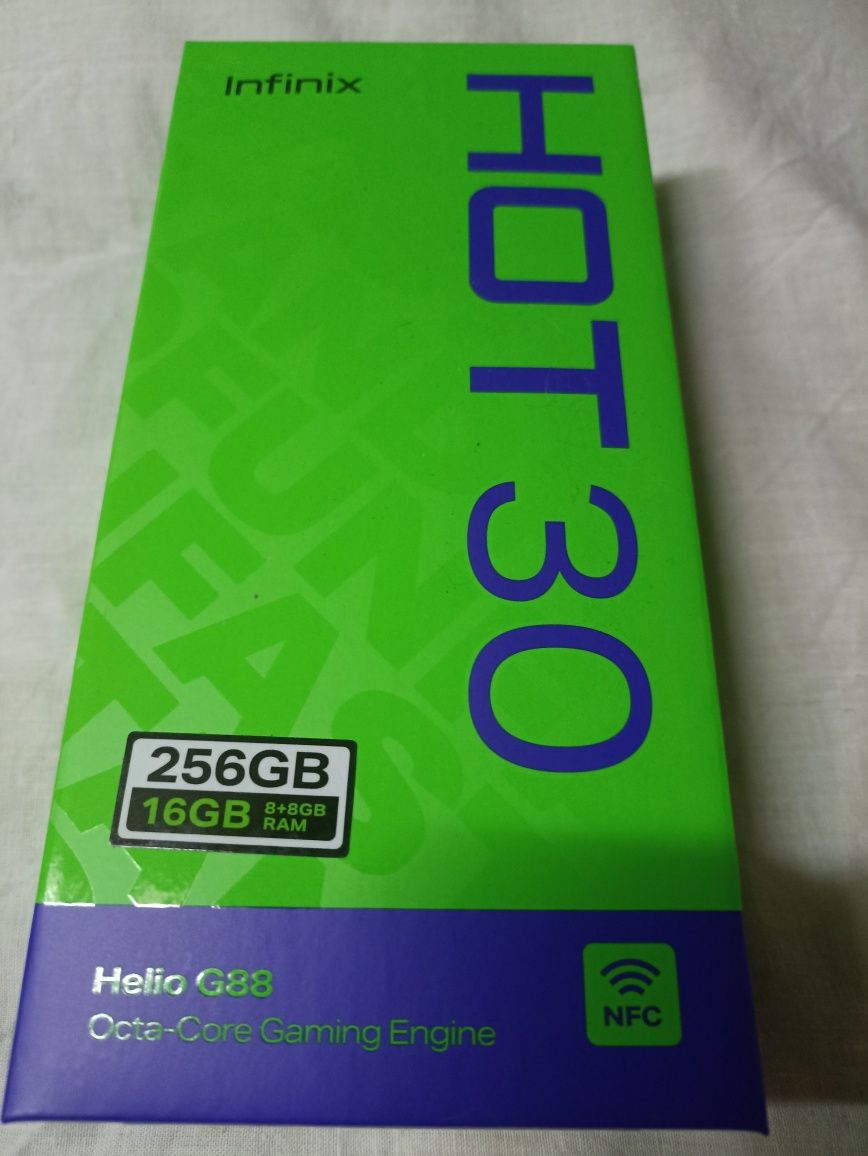 Infinix
HOT 30
256GB
16GB 8+8GB RAM
Helio G88
Octa-Core Gaming Engine
NFC